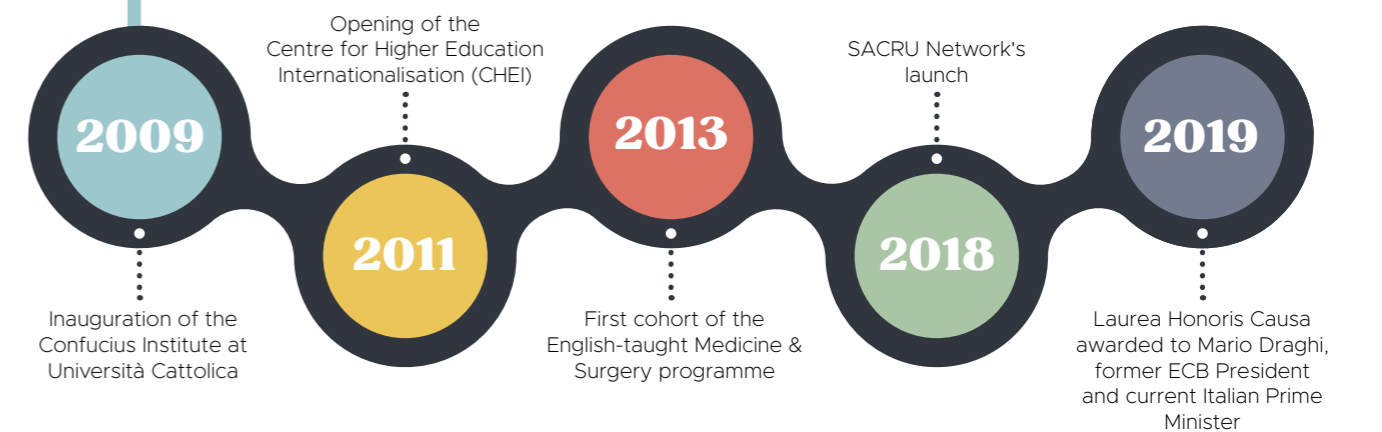 2009
Inauguration of the
Confucius Institute at
Università Cattolica
Opening of the
Centre for Higher Education
Internationalisation (CHEI)
2011
2013
First cohort of the
English-taught Medicine &
Surgery programme
SACRU Network's
launch
2018
2019
Laurea Honoris Causa
awarded to Mario Draghi,
former ECB President
and current Italian Prime
Minister